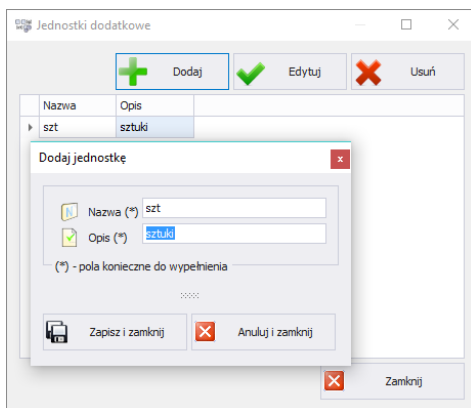 Jednostki dodatkowe
Dodaj Edytuj Usuń
Nazwa Opis
szt sztuki
Dodaj jednostkę
Nazwa (*) szt
Opis (*) sztuki
(*) - pola konieczne do wypełnienia
Zapisz i zamknij Anuluj i zamknij
Zamknij